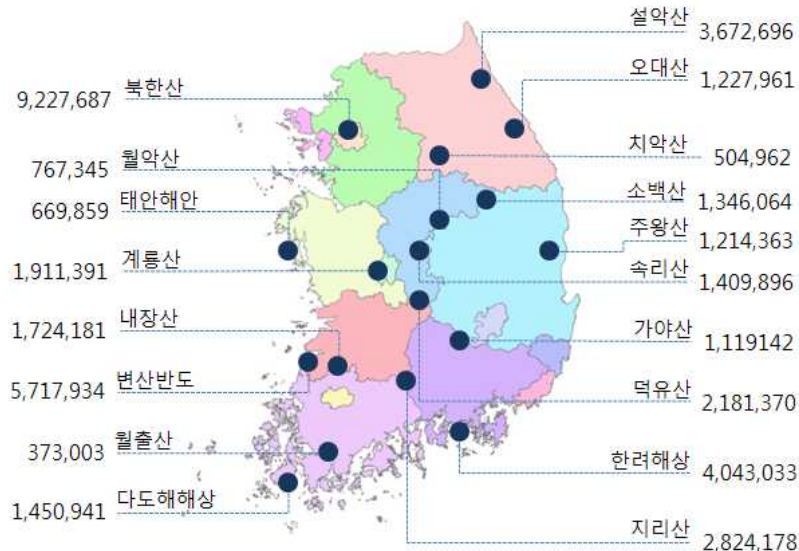 설악산
3,672,696
오대산
1,227,961
북한산
9,227,687
치악산
504,962
월악산
767,345
소백산
1,346,064
태안해안
669,859
주왕산
1,214,363
계룡산
1,911,391
속리산
1,409,896
내장산
1,724,181
가야산
1,119142
변산반도
5,717,934
덕유산
2,181,370
월출산
373,003
한려해상
4,043,033
다도해해상
1,450,941
지리산
2,824,178